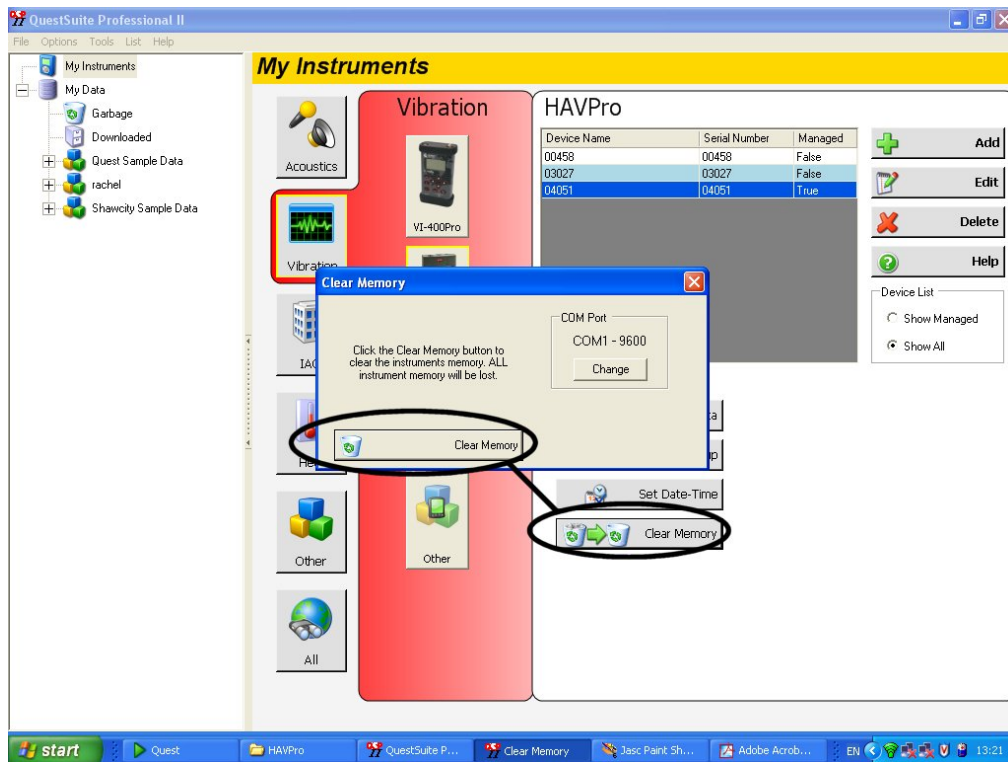 QuestSuite Professional II
File Options Tools List Help
My Instruments
My Data
Garbage
Downloaded
Quest Sample Data
rachel
Shawcity Sample Data
My Instruments
Acoustics
Vibration
Other
All
Vibration
VI-400Pro
Other
HAVPro
Device Name Serial Number Managed
00458 00458 False
03027 03027 False
04051 04051 True
Add
Edit
Delete
Help
Device List
Show Managed
Show All
Clear Memory
Click the Clear Memory button to
clear the instruments memory. ALL
instrument memory will be lost.
COM Port
COM1 - 9600
Change
Clear Memory
Set Date-Time
Clear Memory
start Quest HAVPro QuestSuite P... Clear Memory Jasc Paint Sh... Adobe Acrob... EN 13:21